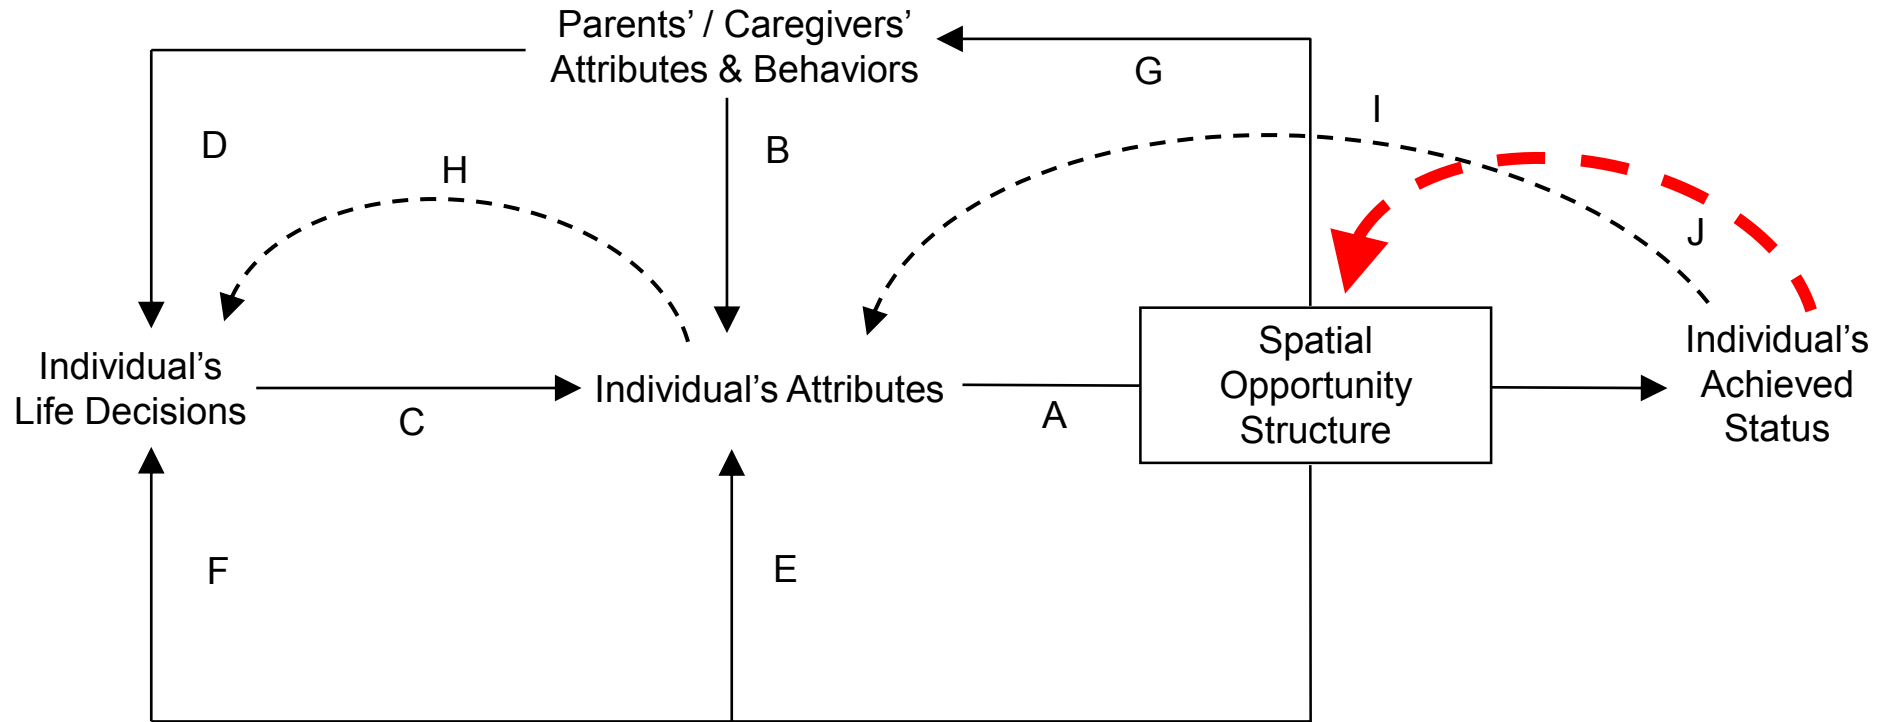 Parents’ / Caregivers’
Attributes & Behaviors
G
I
D
B
H
J
Individual’s
Life Decisions
C
Individual’s Attributes
A
Spatial
Opportunity
Structure
Individual’s
Achieved
Status
F
E